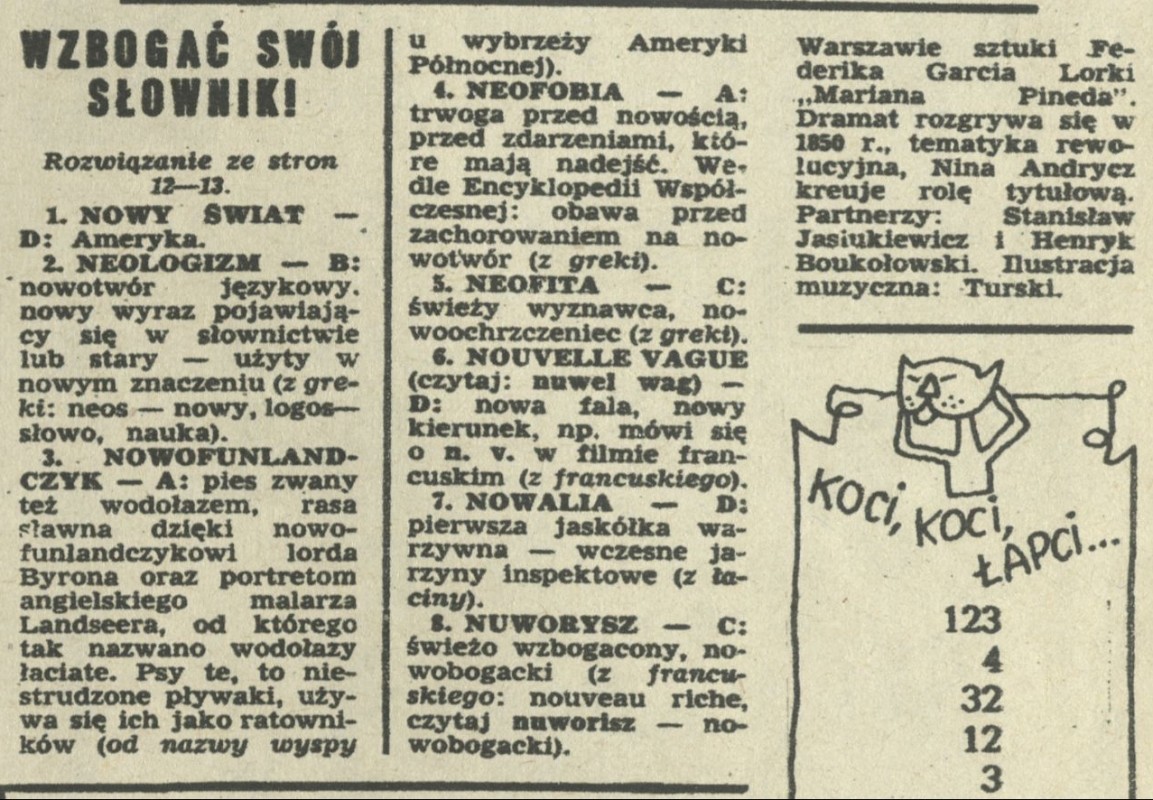 WZBOGAĆ SWÓJ
SŁOWNIK!
Rozwiązanie ze stron
12—13.
1. NOWY ŚWIAT —
D: Ameryka.
2. NEOLOGIZM — B:
nowotwór językowy.
nowy wyraz pojawiają-
cy się w słownictwie
lub stary — użyty w
nowym znaczeniu (z gre-
ki: neos — nowy, logos—
słowo, nauka).
3. NOWOFUNLAND-
CZYK — A: pies zwany
też wodołazem, rasa
sławna dzięki nowo-
funlandczykowi lorda
Byrona oraz portretom
angielskiego malarza
Landseera, od którego
tak nazwano wodołazy
łaciate. Psy te, to nie-
strudzone pływaki, uży-
wa się ich jako ratowni-
ków (od nazwy wyspy
u wybrzeży Ameryki
Północnej).
4. NEOFOBIA — A:
trwoga przed nowością,
przed zdarzeniami, któ-
re mają nadejść. We-
dle Encyklopedii Współ-
czesnej: obawa przed
zachorowaniem na no-
wotwór (z greki).
5. NEOFITA — C:
świeży wyznawca, no-
woochrzczeniec (z greki).
6. NOUVELLE VAGUE
(czytaj: nuwel wag) —
D: nowa fala, nowy
kierunek, np. mówi się
o n. v. w filmie fran-
cuskim (z francuskiego).
7. NOWALIA — D:
pierwsza jaskółka wa-
rzywna — wczesne ja-
rzyny inspektowe (z ła-
ciny).
8. NUWORYSZ — C:
świeżo wzbogacony, no-
wobogacki (z francu-
skiego: nouveau riche,
czytaj nuworisz — no-
wobogacki).
Warszawie sztuki Fe-
derika Garcia Lorki
„Mariana Pineda”.
Dramat rozgrywa się w
1850 r., tematyka rewo-
lucyjna, Nina Andrycz
kreuje rolę tytułową.
Partnerzy: Stanisław
Jasiukiewicz i Henryk
Boukołowski. Ilustracja
muzyczna: Turski.
KOCI, KOCI,
ŁAPCI...
123
4
32
12
3